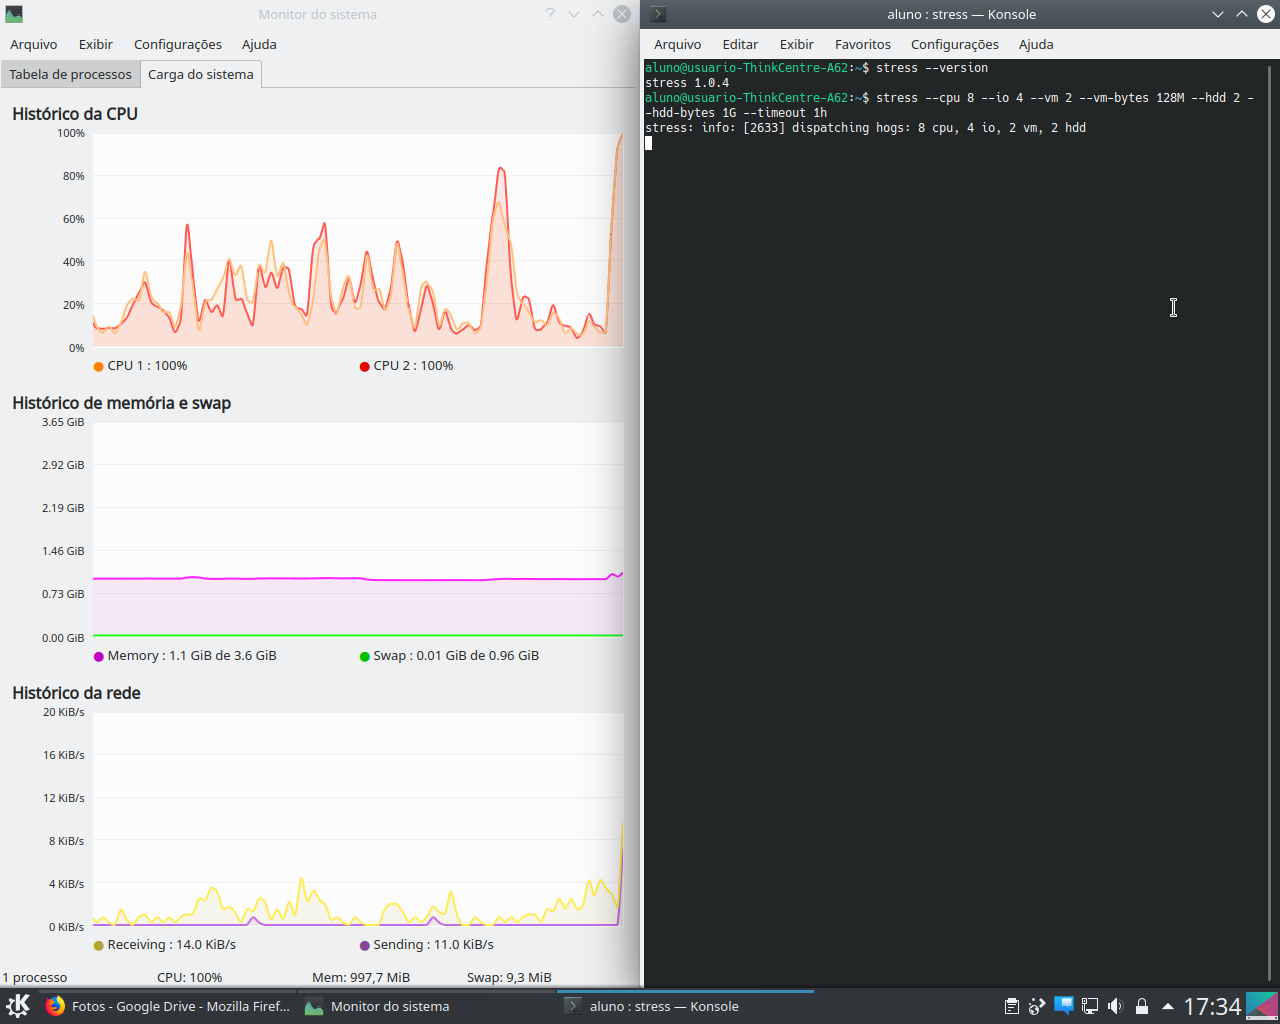 Monitor do sistema
Arquivo Exibir Configurações Ajuda
Tabela de processos Carga do sistema
Histórico da CPU
100%
80%
60%
40%
20%
0%
CPU 1 : 100% CPU 2 : 100%
Histórico de memória e swap
3.65 GiB
2.92 GiB
2.19 GiB
1.46 GiB
0.73 GiB
0.00 GiB
Memory : 1.1 GiB de 3.6 GiB Swap : 0.01 GiB de 0.96 GiB
Histórico da rede
20 KiB/s
16 KiB/s
12 KiB/s
8 KiB/s
4 KiB/s
0 KiB/s
Receiving : 14.0 KiB/s Sending : 11.0 KiB/s
1 processo CPU: 100% Mem: 997,7 MiB Swap: 9,3 MiB
aluno : stress — Konsole
Arquivo Editar Exibir Favoritos Configurações Ajuda
aluno@usuario-ThinkCentre-A62:~$ stress --version
stress 1.0.4
aluno@usuario-ThinkCentre-A62:~$ stress --cpu 8 --io 4 --vm 2 --vm-bytes 128M --hdd 2 -
-hdd-bytes 1G --timeout 1h
stress: info: [2633] dispatching hogs: 8 cpu, 4 io, 2 vm, 2 hdd
Fotos - Google Drive - Mozilla Firef... Monitor do sistema aluno : stress — Konsole 17:34